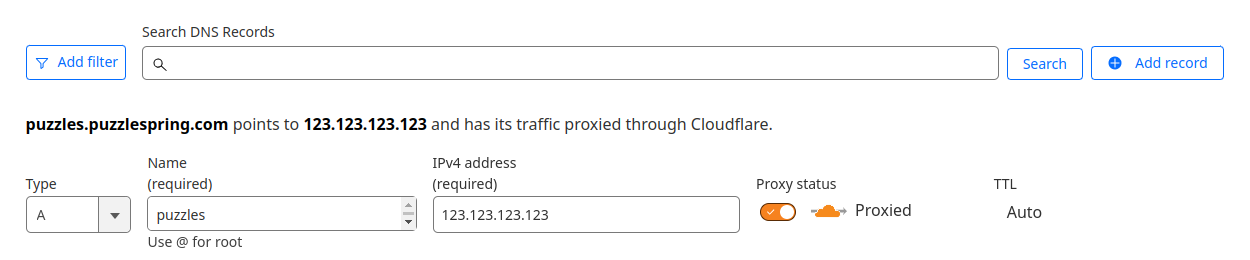 Search DNS Records
Add filter
Search
Add record
puzzles.puzzlespring.com points to 123.123.123.123 and has its traffic proxied through Cloudflare.
Type
Name
(required)
IPv4 address
(required)
Proxy status
TTL
A
puzzles
123.123.123.123
Proxied
Auto
Use @ for root